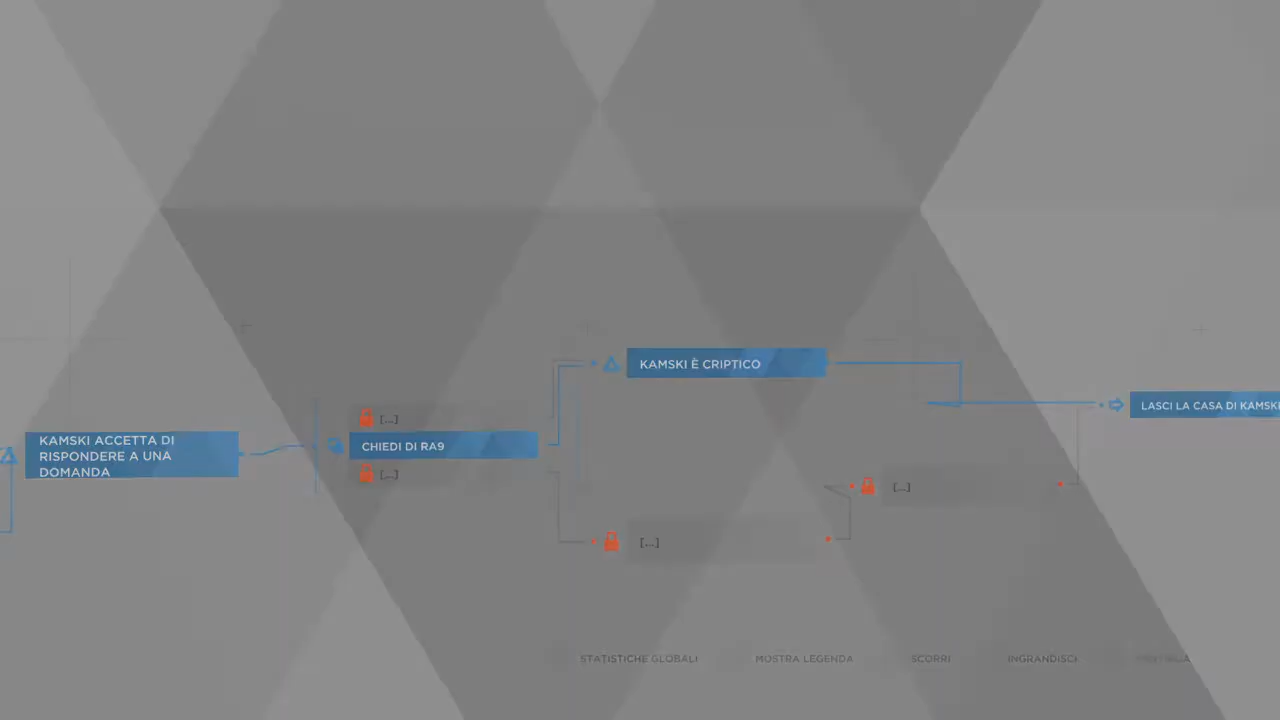 KAMSKI È CRIPTICO
LASCI LA CASA DI KAMSKI
[...]
KAMSKI ACCETTA DI
RISPONDERE A UNA
DOMANDA
CHIEDI DI RA9
[...]
[...]
[...]
STATISTICHE GLOBALI
MOSTRA LEGENDA
SCORRI
INGRANDISCI